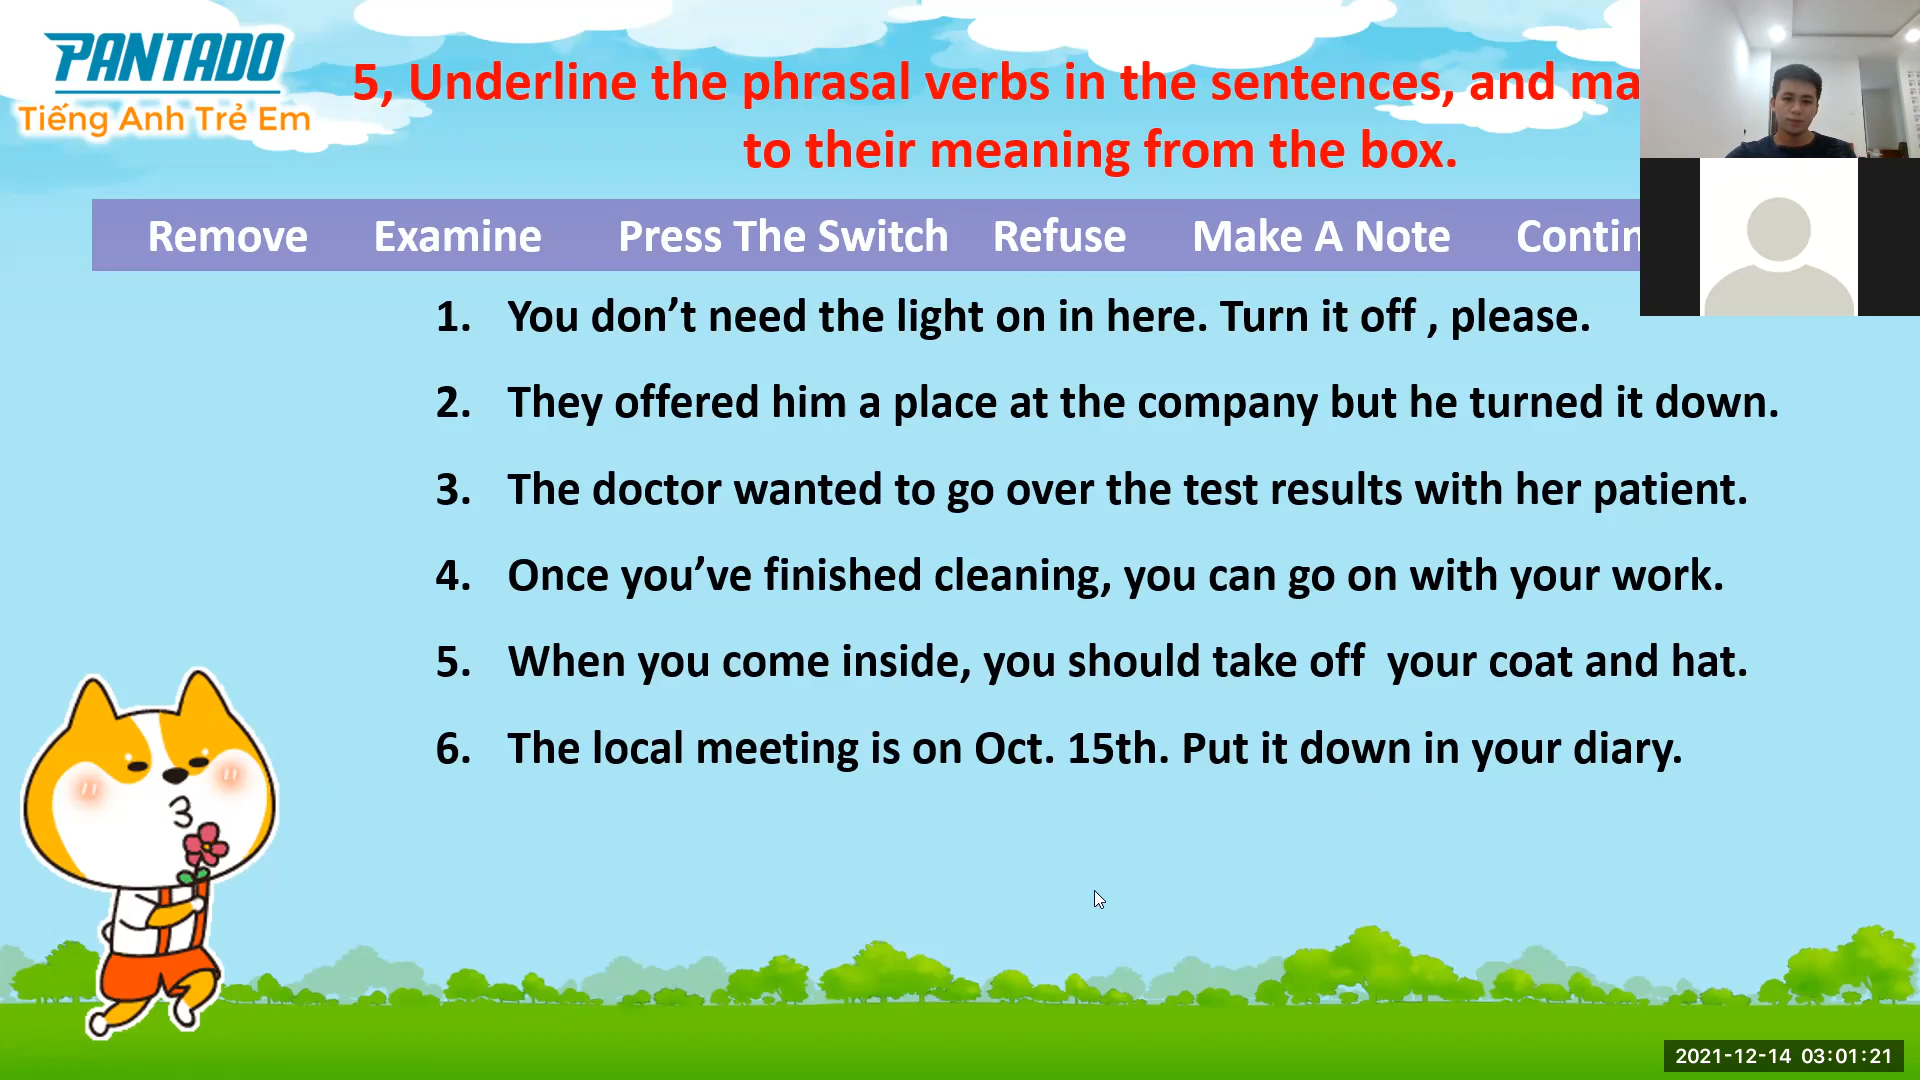 PANTADO
Tiếng Anh Trẻ Em
5, Underline the phrasal verbs in the sentences, and
to their meaning from the box.
Remove Examine Press The Switch Refuse Make A Note
1. You don’t need the light on in here. Turn it off , please.
2. They offered him a place at the company but he turned it down.
3. The doctor wanted to go over the test results with her patient.
4. Once you’ve finished cleaning, you can go on with your work.
5. When you come inside, you should take off your coat and hat.
6. The local meeting is on Oct. 15th. Put it down in your diary.
2021-12-14 03:01:21